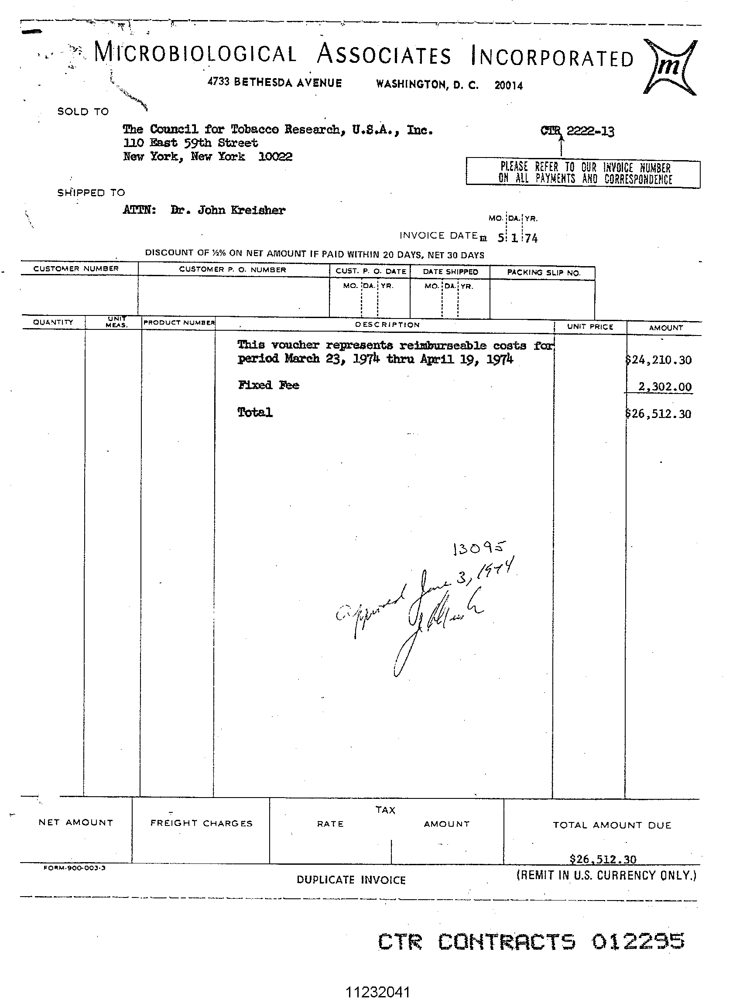 MICROBIOLOGICAL ASSOCIATES INCORPORATED
m
4733 BETHESDA AVENUE WASHINGTON, D. C. 20014
SOLD TO
The Council for Tobacco Research, U.S.A., Inc.
110 East 59th Street
New York, New York 10022
CTR 2222-13
PLEASE REFER TO OUR INVOICE NUMBER
ON ALL PAYMENTS AND CORRESPONDENCE
SHIPPED TO
ATTN: Dr. John Kreisher
MO. DA. YR.
INVOICE DATE m 5 1 74
DISCOUNT OF ½% ON NET AMOUNT IF PAID WITHIN 20 DAYS, NET 30 DAYS
CUSTOMER NUMBER CUSTOMER P. O. NUMBER CUST. P. O. DATE DATE SHIPPED PACKING SLIP NO.
MO. DA. YR. MO. DA. YR.
QUANTITY UNIT MEAS. PRODUCT NUMBER DESCRIPTION UNIT PRICE AMOUNT
This voucher represents reimburseable costs for
period March 23, 1974 thru April 19, 1974 $24,210.30
Fixed Fee 2,302.00
Total $26,512.30
13095
approved June 3, 1974
TAX
NET AMOUNT FREIGHT CHARGES RATE AMOUNT TOTAL AMOUNT DUE
$26,512.30
FORM-900-003-3
DUPLICATE INVOICE
(REMIT IN U.S. CURRENCY ONLY.)
CTR CONTRACTS 012295
11232041